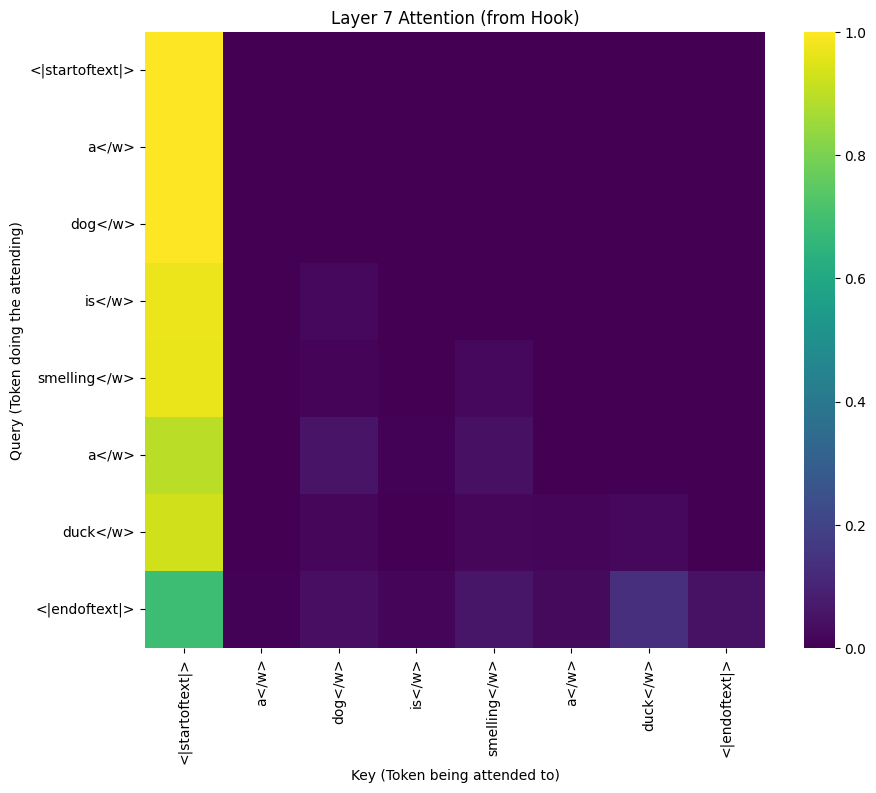 Layer 7 Attention (from Hook)
Query (Token doing the attending)
<|startoftext|>
a</w>
dog</w>
is</w>
smelling</w>
a</w>
duck</w>
<|endoftext|>
1.0
0.8
0.6
0.4
0.2
0.0
<|startoftext|>
a</w>
dog</w>
is</w>
smelling</w>
a</w>
duck</w>
<|endoftext|>
Key (Token being attended to)